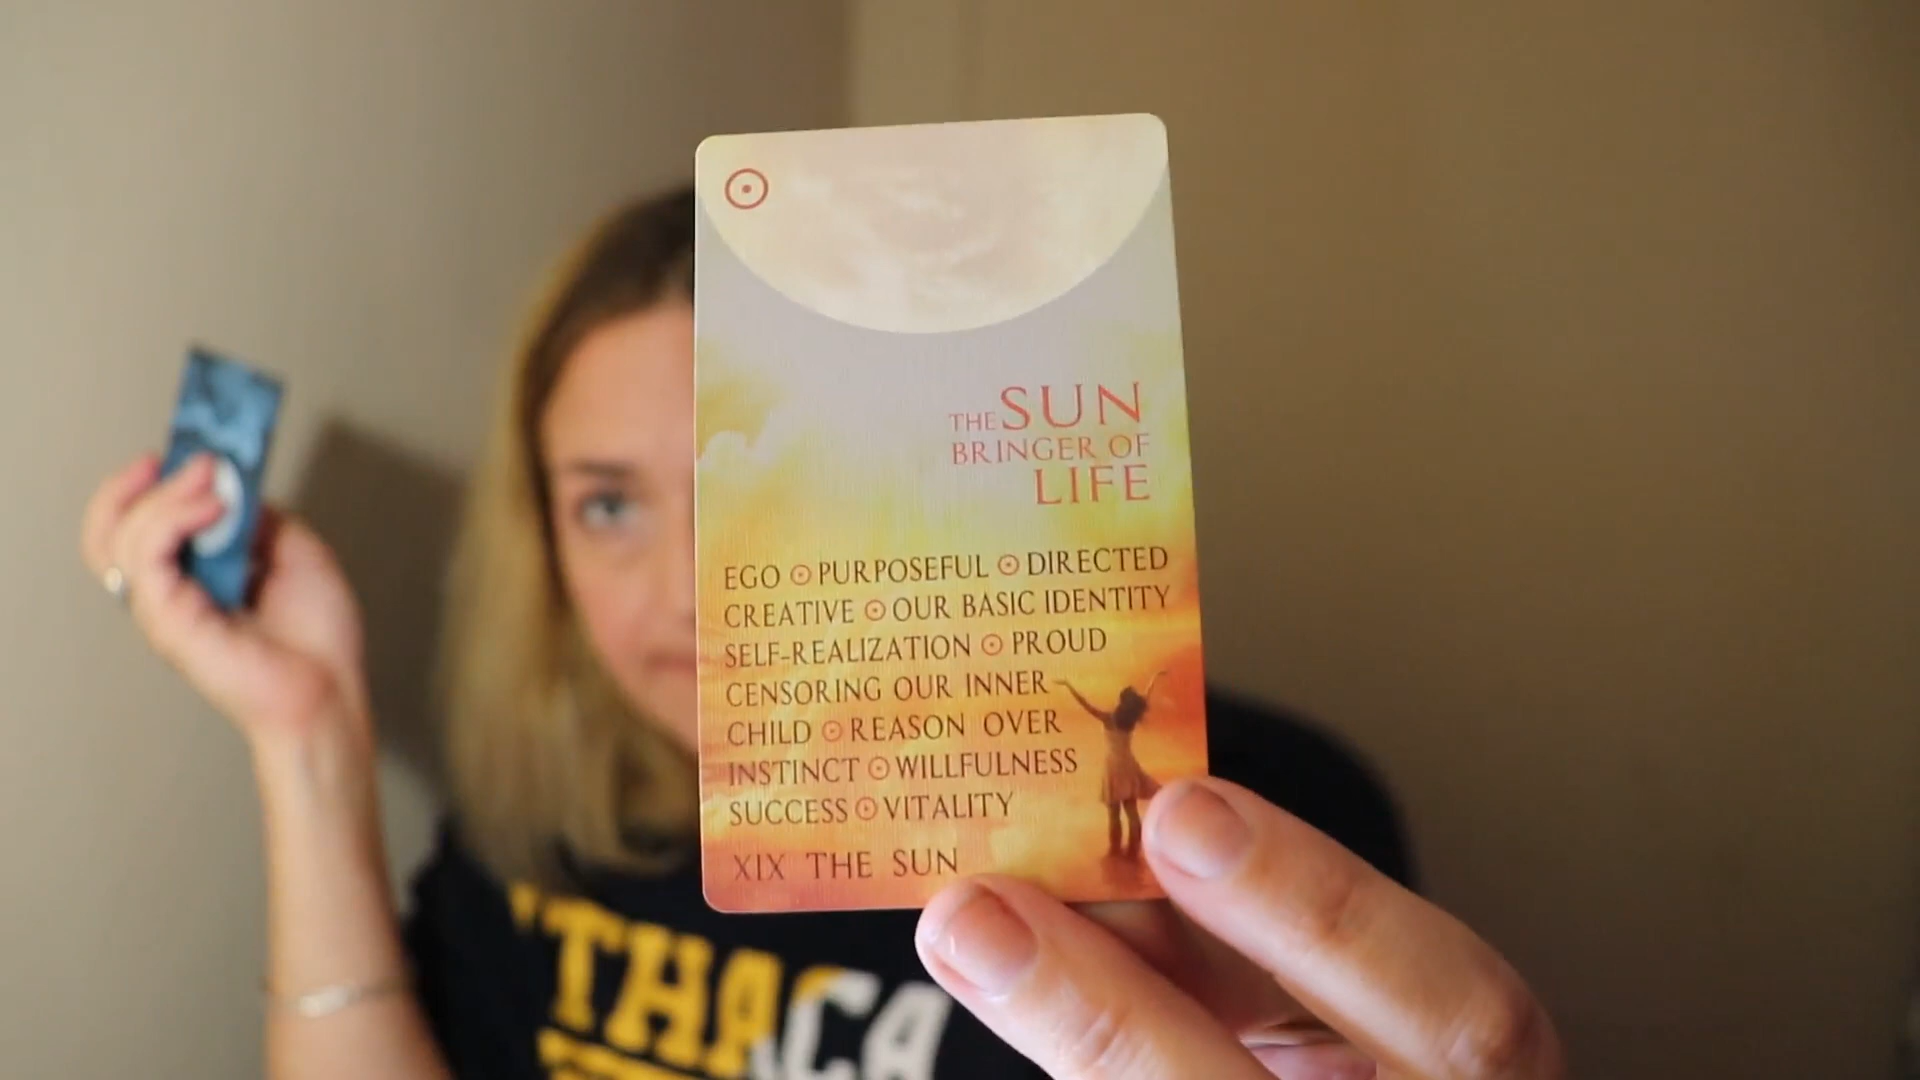 THE SUN
BRINGER OF
LIFE
EGO ☉ PURPOSEFUL ☉ DIRECTED
CREATIVE ☉ OUR BASIC IDENTITY
SELF-REALIZATION ☉ PROUD
CENSORING OUR INNER
CHILD ☉ REASON OVER
INSTINCT ☉ WILLFULNESS
SUCCESS ☉ VITALITY
XIX THE SUN
ITHACA